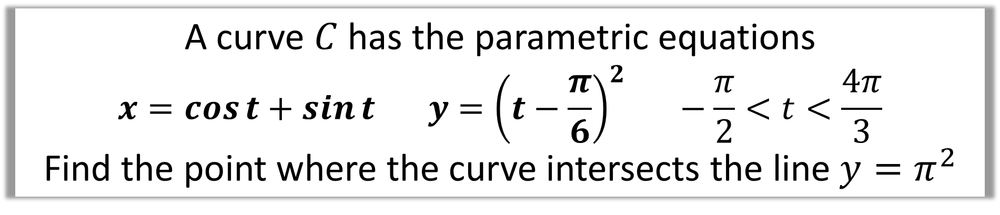 A curve C has the parametric equations
x = cos t + sin t    y = (t − π/6)²    −π/2 < t < 4π/3
Find the point where the curve intersects the line y = π²